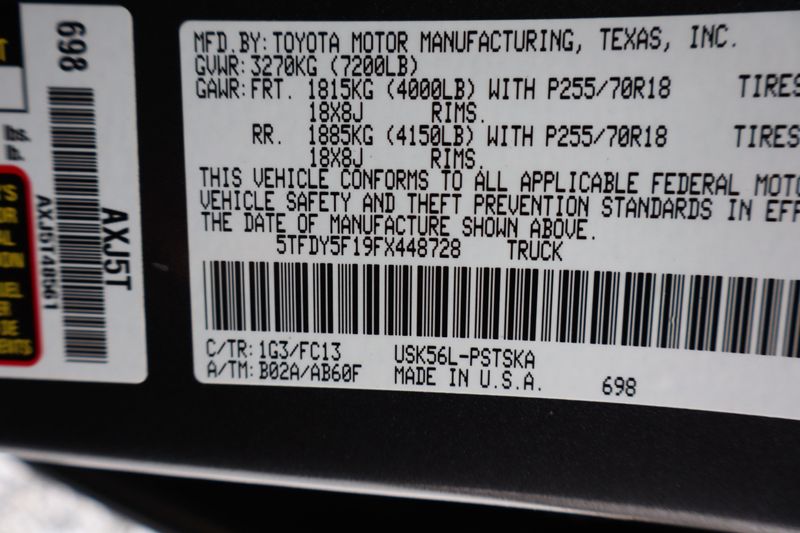 MFD.BY: TOYOTA MOTOR MANUFACTURING, TEXAS, INC.
GVWR: 3270KG (7200LB)
GAWR: FRT. 1815KG (4000LB) WITH P255/70R18 TIRES
18X8J RIMS.
RR. 1885KG (4150LB) WITH P255/70R18 TIRES
18X8J RIMS.
THIS VEHICLE CONFORMS TO ALL APPLICABLE FEDERAL MOTO
VEHICLE SAFETY AND THEFT PREVENTION STANDARDS IN EFF
THE DATE OF MANUFACTURE SHOWN ABOVE.
5TFDY5F19FX448728 TRUCK
C/TR: 1G3/FC13 USK56L-PSTSKA
A/TM: B02A/AB60F MADE IN U.S.A. 698
698
AXJ5T48561
AXJ5T